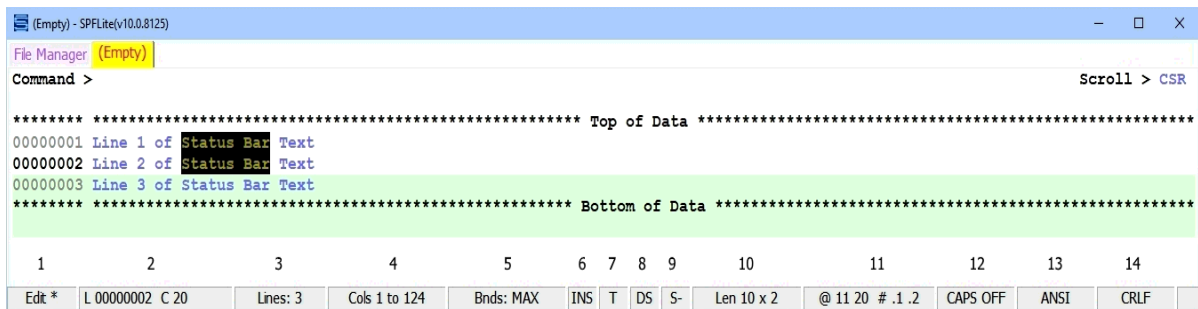 (Empty) - SPFLite(v10.0.8125)
File Manager (Empty)
Command > Scroll > CSR
******** ******************************************************* Top of Data ********************************************************
00000001 Line 1 of Status Bar Text
00000002 Line 2 of Status Bar Text
00000003 Line 3 of Status Bar Text
******** ****************************************************** Bottom of Data ******************************************************
1 2 3 4 5 6 7 8 9 10 11 12 13 14
Edit * L 00000002 C 20 Lines: 3 Cols 1 to 124 Bnds: MAX INS T DS S- Len 10 x 2 @ 11 20 # .1 .2 CAPS OFF ANSI CRLF